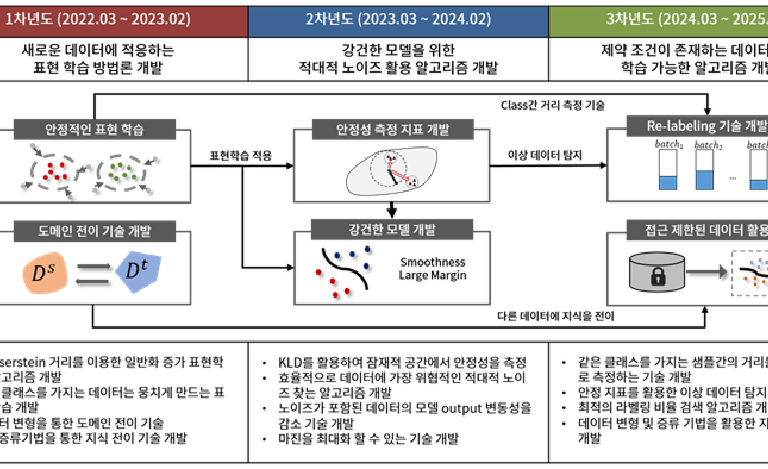 1차년도 (2022.03 ~ 2023.02)
2차년도 (2023.03 ~ 2024.02)
3차년도 (2024.03 ~ 2025.
새로운 데이터에 적응하는
표현 학습 방법론 개발
강건한 모델을 위한
적대적 노이즈 활용 알고리즘 개발
제약 조건이 존재하는 데이터
학습 가능한 알고리즘 개발
Class간 거리 측정 기술
안정적인 표현 학습
안정성 측정 지표 개발
Re-labeling 기술 개발
표현학습 적용
이상 데이터 탐지
batch1
batch2
batch
...
도메인 전이 기술 개발
강건한 모델 개발
접근 제한된 데이터 활용
Ds
Dt
Smoothness
Large Margin
다른 데이터에 지식을 전이
serstein 거리를 이용한 일반화 증가 표현학
고리즘 개발
클래스를 가지는 데이터는 뭉치게 만드는 표
습 개발
터 변형을 통한 도메인 전이 기술
증류기법을 통한 지식 전이 기술 개발
• KLD를 활용하여 잠재적 공간에서 안정성을 측정
• 효율적으로 데이터에 가장 위협적인 적대적 노이
즈 찾는 알고리즘 개발
• 노이즈가 포함된 데이터의 모델 output 변동성을
감소 기술 개발
• 마진을 최대화 할 수 있는 기술 개발
• 같은 클래스를 가지는 샘플간의 거리를
로 측정하는 기술 개발
• 안정 지표를 활용한 이상 데이터 탐지
• 최적의 라벨링 비율 검색 알고리즘 개
• 데이터 변형 및 증류 기법을 활용한 지
개발